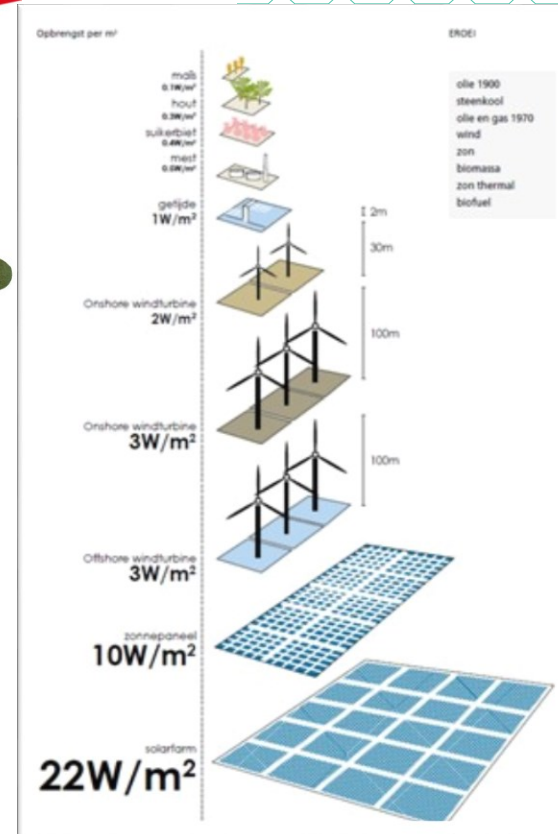 Opbrengst per m²
EROEI
maïs
0.1W/m²
hout
0.3W/m²
suikerbiet
0.4W/m²
mest
0.5W/m²
getijde
1W/m²
2m
30m
Onshore windturbine
2W/m²
100m
Onshore windturbine
3W/m²
100m
Offshore windturbine
3W/m²
zonnepaneel
10W/m²
solarfarm
22W/m²
olie 1900
steenkool
olie en gas 1970
wind
zon
biomassa
zon thermal
biofuel